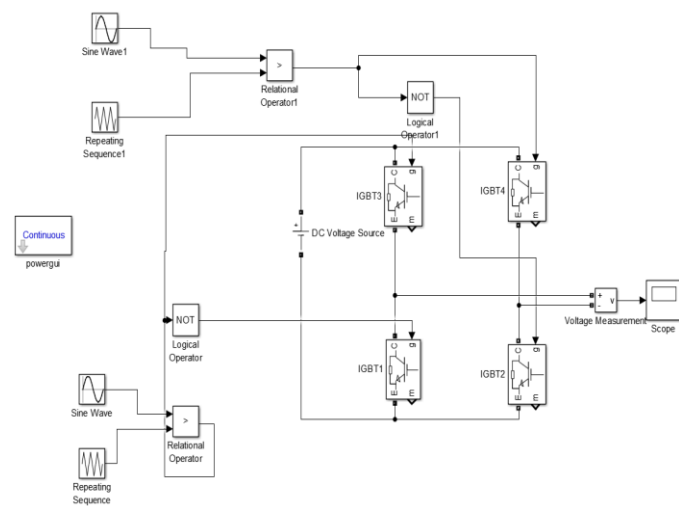 Sine Wave1
>
Relational
Operator1
Repeating
Sequence1
NOT
Logical
Operator1
C
g
IGBT3
E
m
C
g
IGBT4
E
m
+
DC Voltage Source
Continuous
powergui
NOT
Logical
Operator
+
-
v
Voltage Measurement
Scope
C
g
IGBT1
E
m
C
g
IGBT2
E
m
Sine Wave
>
Relational
Operator
Repeating
Sequence